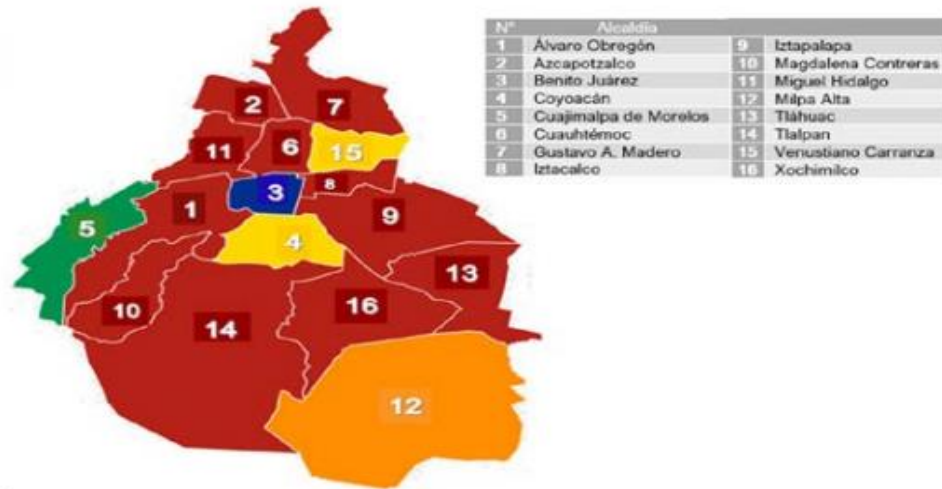 Nº Alcaldía
1 Álvaro Obregón 9 Iztapalapa
2 Azcapotzalco 10 Magdalena Contreras
3 Benito Juárez 11 Miguel Hidalgo
4 Coyoacán 12 Milpa Alta
5 Cuajimalpa de Morelos 13 Tláhuac
6 Cuauhtémoc 14 Tlalpan
7 Gustavo A. Madero 15 Venustiano Carranza
8 Iztacalco 16 Xochimilco
2
7
6
11
15
8
3
1
9
5
4
13
10
16
14
12